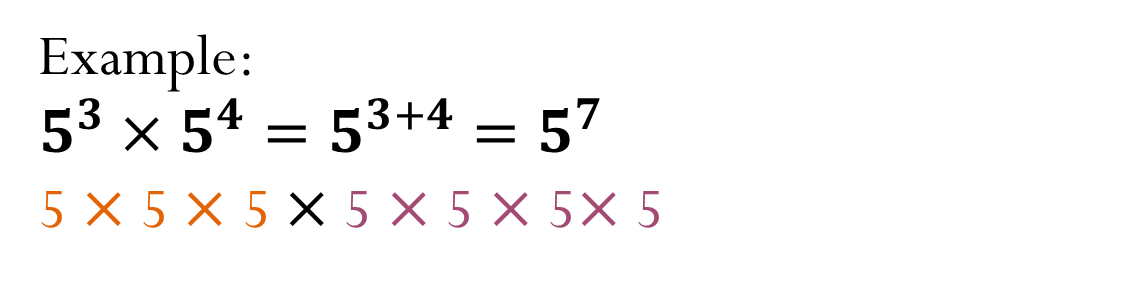 Example:
5³ × 5⁴ = 5³⁺⁴ = 5⁷
5 × 5 × 5 × 5 × 5 × 5× 5